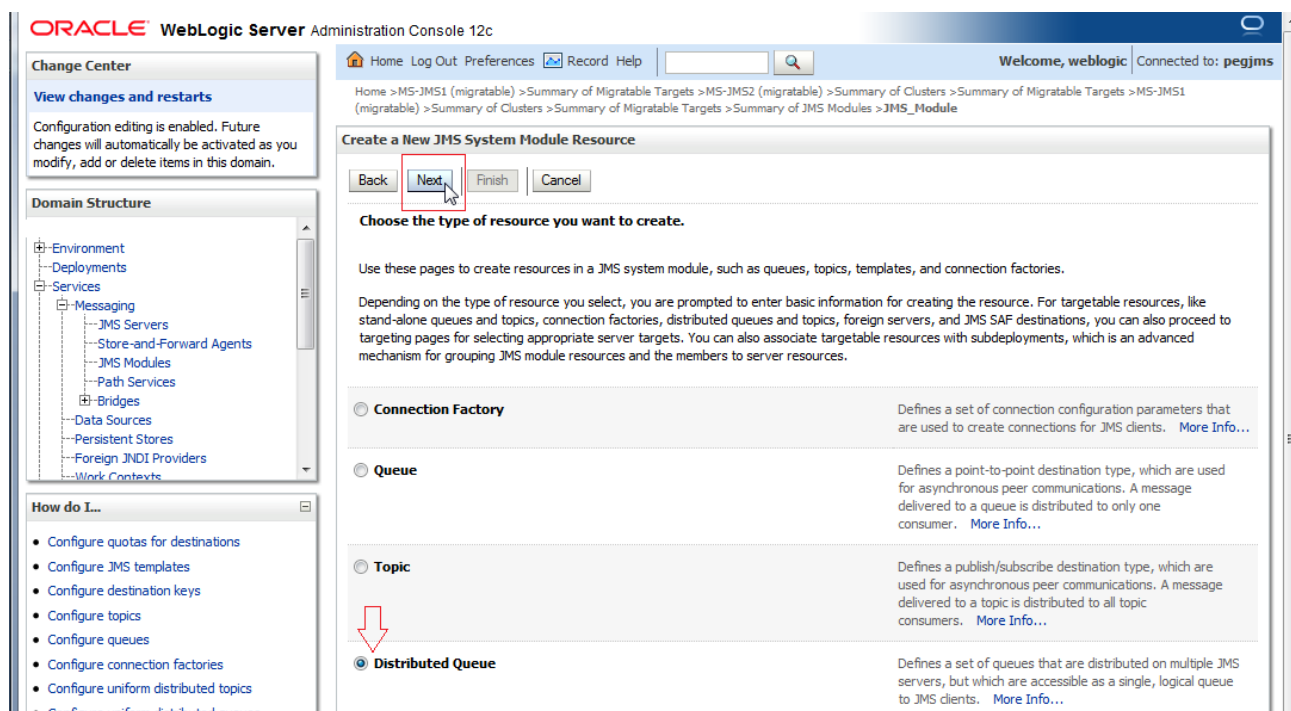 ORACLE WebLogic Server Administration Console 12c
Change Center
View changes and restarts
Configuration editing is enabled. Future
changes will automatically be activated as you
modify, add or delete items in this domain.
Domain Structure
Environment
Deployments
Services
Messaging
JMS Servers
Store-and-Forward Agents
JMS Modules
Path Services
Bridges
Data Sources
Persistent Stores
Foreign JNDI Providers
Work Contexts
How do I...
Configure quotas for destinations
Configure JMS templates
Configure destination keys
Configure topics
Configure queues
Configure connection factories
Configure uniform distributed topics
Home Log Out Preferences Record Help
Welcome, weblogic Connected to: pegjms
Home >MS-JMS1 (migratable) >Summary of Migratable Targets >MS-JMS2 (migratable) >Summary of Clusters >Summary of Migratable Targets >MS-JMS1
(migratable) >Summary of Clusters >Summary of Migratable Targets >Summary of JMS Modules >JMS_Module
Create a New JMS System Module Resource
Back Next Finish Cancel
Choose the type of resource you want to create.
Use these pages to create resources in a JMS system module, such as queues, topics, templates, and connection factories.
Depending on the type of resource you select, you are prompted to enter basic information for creating the resource. For targetable resources, like
stand-alone queues and topics, connection factories, distributed queues and topics, foreign servers, and JMS SAF destinations, you can also proceed to
targeting pages for selecting appropriate server targets. You can also associate targetable resources with subdeployments, which is an advanced
mechanism for grouping JMS module resources and the members to server resources.
Connection Factory
Defines a set of connection configuration parameters that
are used to create connections for JMS clients. More Info...
Queue
Defines a point-to-point destination type, which are used
for asynchronous peer communications. A message
delivered to a queue is distributed to only one
consumer. More Info...
Topic
Defines a publish/subscribe destination type, which are
used for asynchronous peer communications. A message
delivered to a topic is distributed to all topic
consumers. More Info...
Distributed Queue
Defines a set of queues that are distributed on multiple JMS
servers, but which are accessible as a single, logical queue
to JMS clients. More Info...